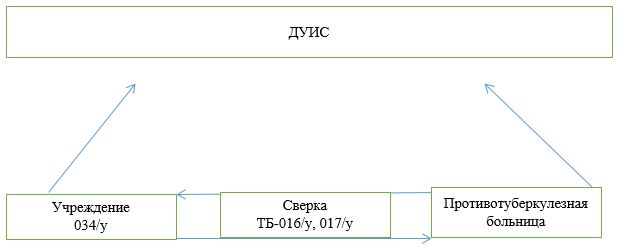 ДУИС
Учреждение
034/у
Сверка
ТБ-016/у, 017/у
Противотуберкулезная
больница